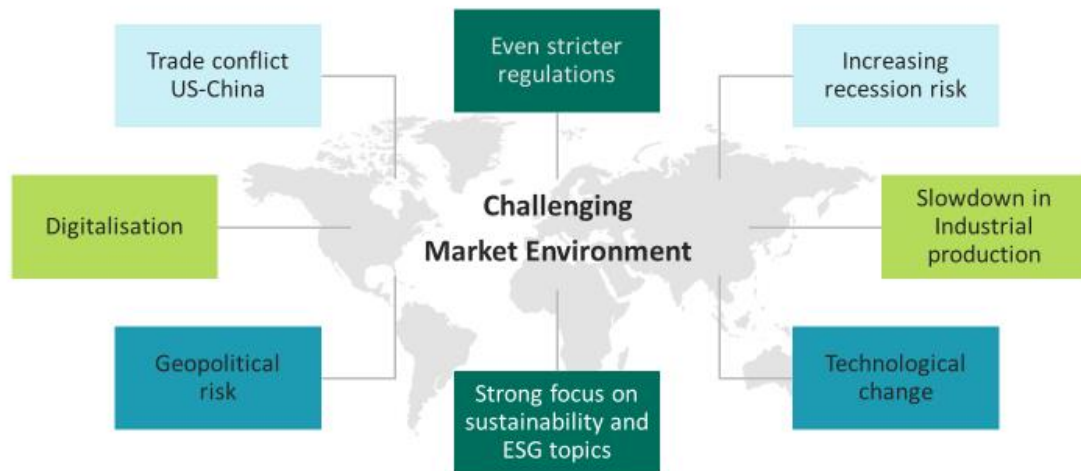 Trade conflict
US-China
Even stricter
regulations
Increasing
recession risk
Digitalisation
Challenging
Market Environment
Slowdown in
Industrial
production
Geopolitical
risk
Strong focus on
sustainability and
ESG topics
Technological
change